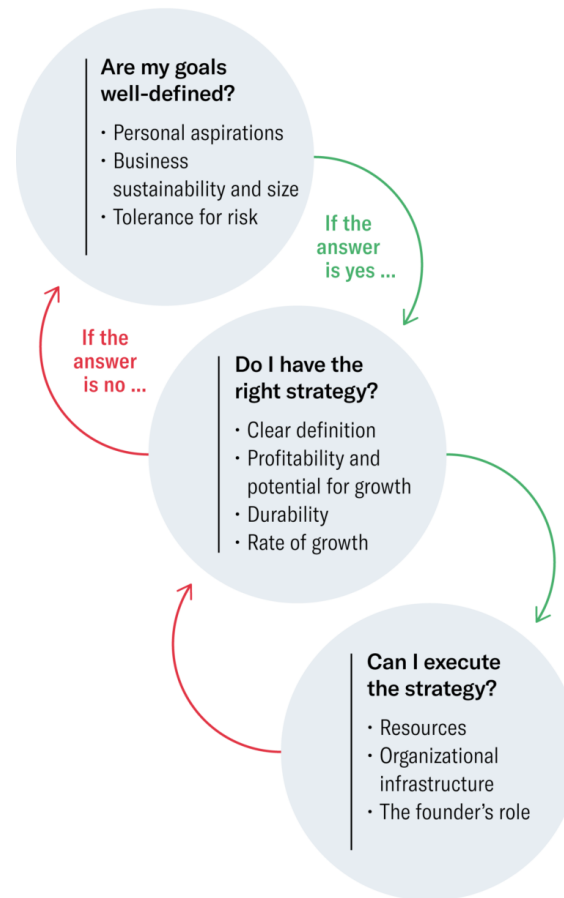 Are my goals
well-defined?
· Personal aspirations
· Business
sustainability and size
· Tolerance for risk
If the
answer
is yes ...
If the
answer
is no ...
Do I have the
right strategy?
· Clear definition
· Profitability and
potential for growth
· Durability
· Rate of growth
Can I execute
the strategy?
· Resources
· Organizational
infrastructure
· The founder’s role